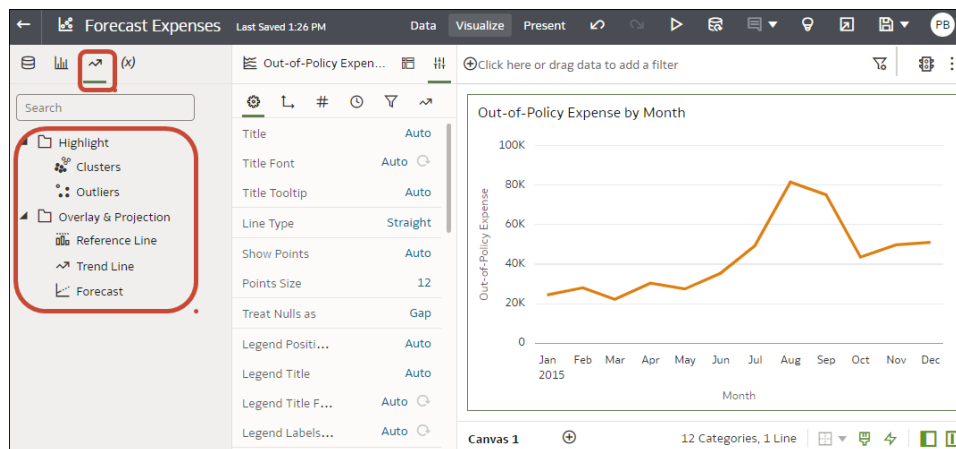 Forecast Expenses Last Saved 1:26 PM Data Visualize Present PB
(x) Out-of-Policy Expen... Click here or drag data to add a filter
Search
Highlight
Clusters
Outliers
Overlay & Projection
Reference Line
Trend Line
Forecast
#
Title Auto
Title Font Auto
Title Tooltip Auto
Line Type Straight
Show Points Auto
Points Size 12
Treat Nulls as Gap
Legend Positi... Auto
Legend Title Auto
Legend Title F... Auto
Legend Labels... Auto
Out-of-Policy Expense by Month
Out-of-Policy Expense
100K
80K
60K
40K
20K
0
Jan Feb Mar Apr May Jun Jul Aug Sep Oct Nov Dec
2015
Month
Canvas 1 12 Categories, 1 Line